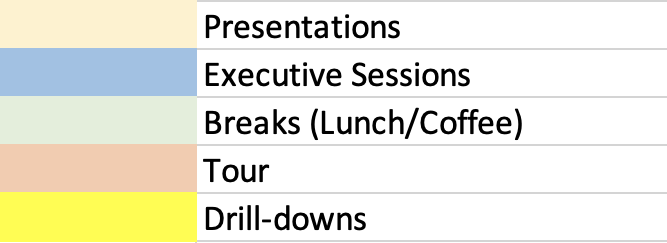 Presentations
Executive Sessions
Breaks (Lunch/Coffee)
Tour
Drill-downs